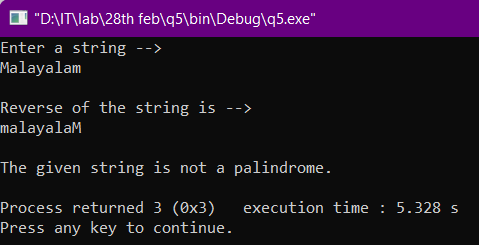 "D:\IT\lab\28th feb\q5\bin\Debug\q5.exe"
Enter a string -->
Malayalam
Reverse of the string is -->
malayalaM
The given string is not a palindrome.
Process returned 3 (0x3)   execution time : 5.328 s
Press any key to continue.